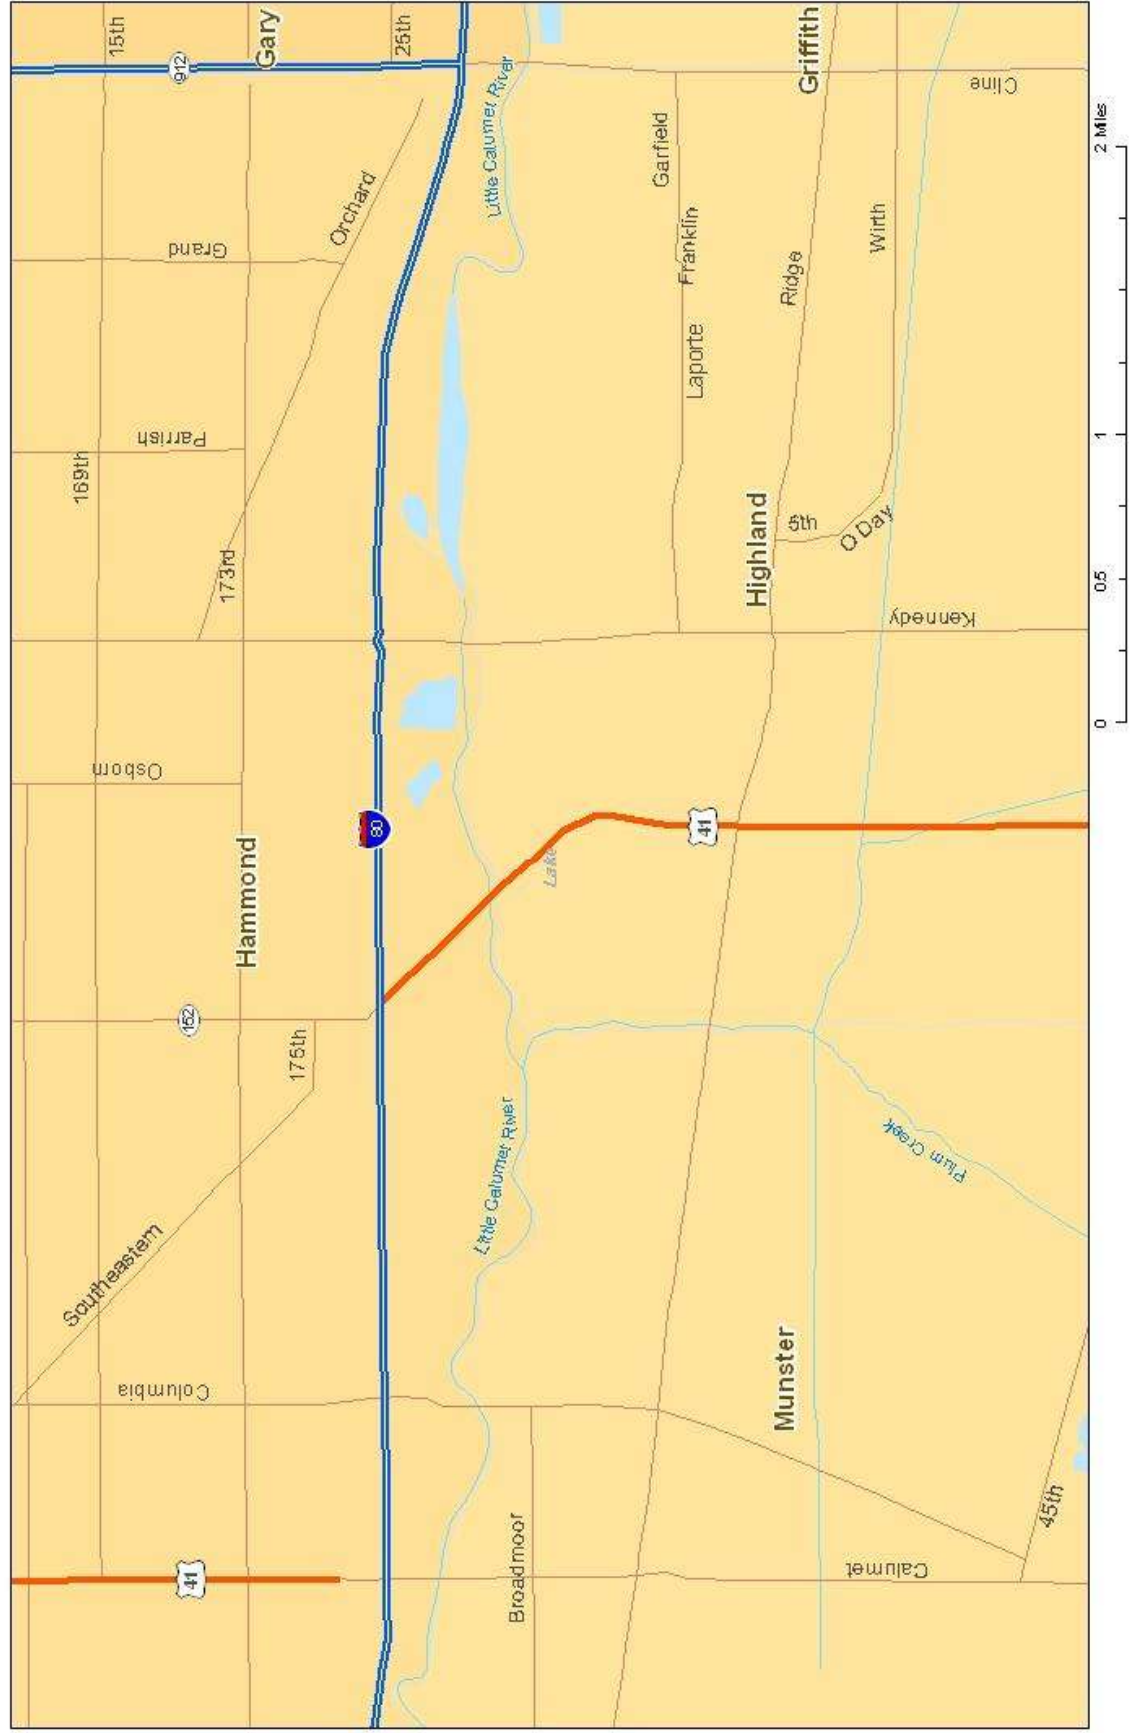 Southeastern
169th
15th
Osborn
Columbia
Parrish
912
41
152
Grand
173rd
Hammond
Gary
175th
Orchard
80
25th
Little Calumet River
Little Calumet River
Broadmoor
Lake
Garfield
Franklin
Laporte
41
Highland
Munster
Ridge
5th
Griffith
O Day
Wirth
Calumet
Plum Creek
Kennedy
Cline
45th
0 0.5 1 2 Miles